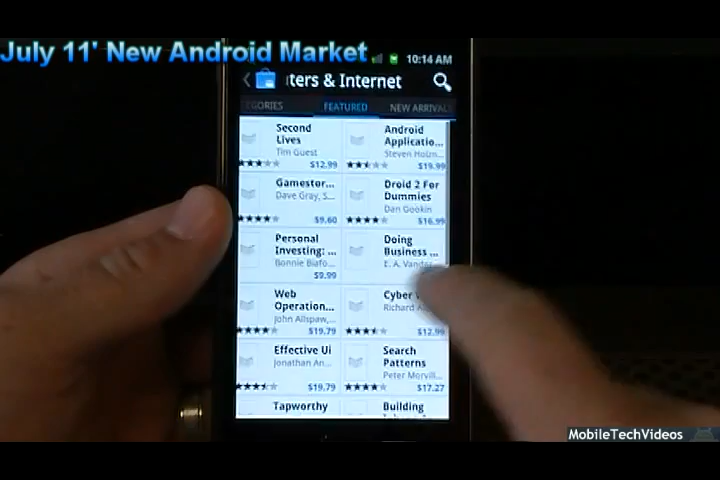 July 11' New Android Market
10:14 AM
ters & Internet
EGORIES
FEATURED
NEW ARRIVAL
Second
Lives
Tim Guest
$12.99
Android
Applicatio...
Steven Holzn...
$19.99
Gamestor...
Dave Gray, S...
$9.60
Droid 2 For
Dummies
Dan Gookin
$16.99
Personal
Investing: ...
Bonnie Biafo...
$9.99
Doing
Business ...
E. A. Vander...
Web
Operation...
John Allspaw,...
$19.79
Cyber
Richard
$12.99
Effective UI
Jonathan An...
$19.79
Search
Patterns
Peter Morvill...
$17.27
Tapworthy
Building
MobileTechVideos